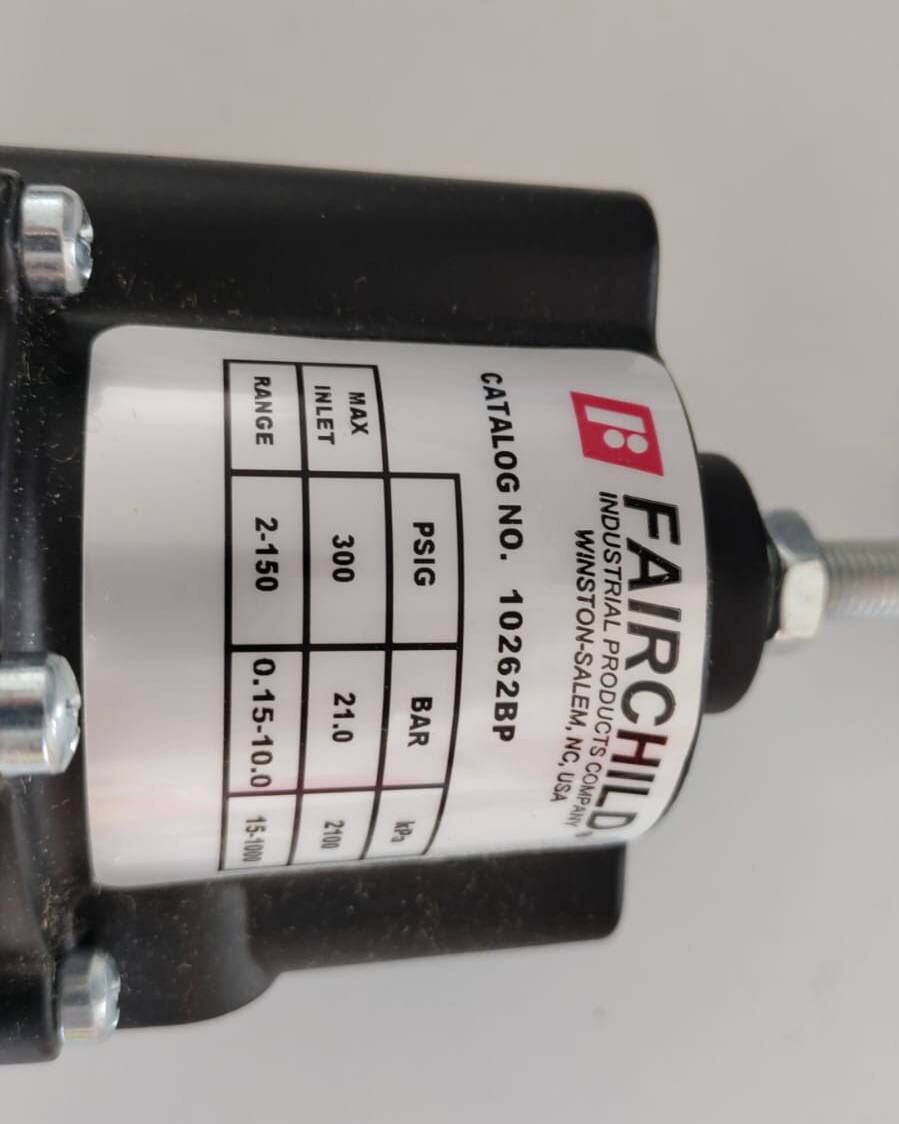 FAIRCHILD
INDUSTRIAL PRODUCTS COMPANY
WINSTON-SALEM, NC, USA
CATALOG NO. 10262BP
PSIG BAR kPa
MAX INLET 300 21.0 2100
RANGE 2-150 0.15-10.0 15-1000